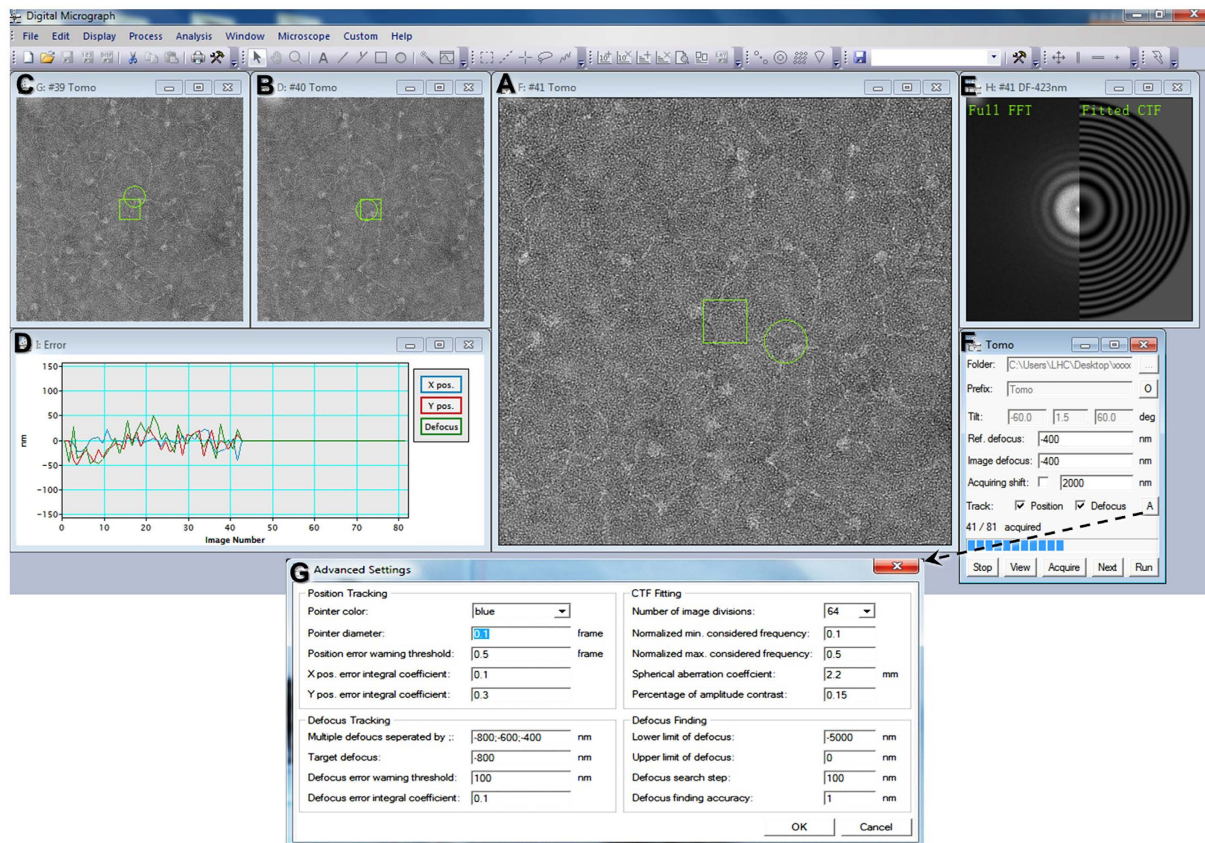 Digital Micrograph
File Edit Display Process Analysis Window Microscope Custom Help
C G: #39 Tomo
B D: #40 Tomo
A F: #41 Tomo
E H: #41 DF-423nm
Full FFT Fitted CTF
D I: Error
150
100
50
0
-50
-100
-150
nm
0 10 20 30 40 50 60 70 80
Image Number
X pos.
Y pos.
Defocus
F Tomo
Folder: C:\Users\LHC\Desktop\xxxx ...
Prefix: Tomo O
Tilt: -60.0 1.5 60.0 deg
Ref. defocus: -400 nm
Image defocus: -400 nm
Acquiring shift: 2000 nm
Track: Position Defocus A
41 / 81 acquired
Stop View Acquire Next Run
G Advanced Settings
Position Tracking
Pointer color: blue
Pointer diameter: 0.1 frame
Position error warning threshold: 0.5 frame
X pos. error integral coefficient: 0.1
Y pos. error integral coefficient: 0.3
CTF Fitting
Number of image divisions: 64
Normalized min. considered frequency: 0.1
Normalized max. considered frequency: 0.5
Spherical aberration coeffcient: 2.2 mm
Percentage of amplitude contrast: 0.15
Defocus Tracking
Multiple defoucs seperated by ;: -800;-600;-400 nm
Target defocus: -800 nm
Defocus error warning threshold: 100 nm
Defocus error integral coefficient: 0.1
Defocus Finding
Lower limit of defocus: -5000 nm
Upper limit of defocus: 0 nm
Defocus search step: 100 nm
Defocus finding accuracy: 1 nm
OK Cancel